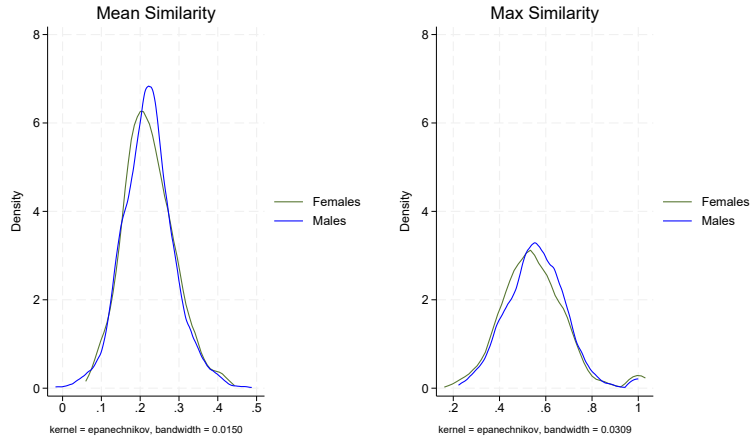 Mean Similarity
8
6
4
2
0
Density
0 .1 .2 .3 .4 .5
Females
Males
kernel = epanechnikov, bandwidth = 0.0150
Max Similarity
8
6
4
2
0
Density
.2 .4 .6 .8 1
Females
Males
kernel = epanechnikov, bandwidth = 0.0309